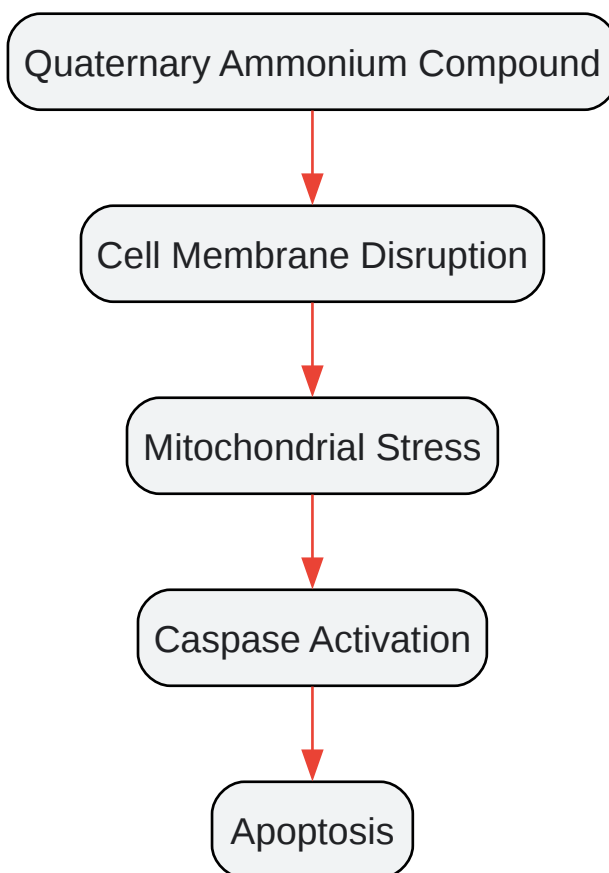 Quaternary Ammonium Compound
Cell Membrane Disruption
Mitochondrial Stress
Caspase Activation
Apoptosis